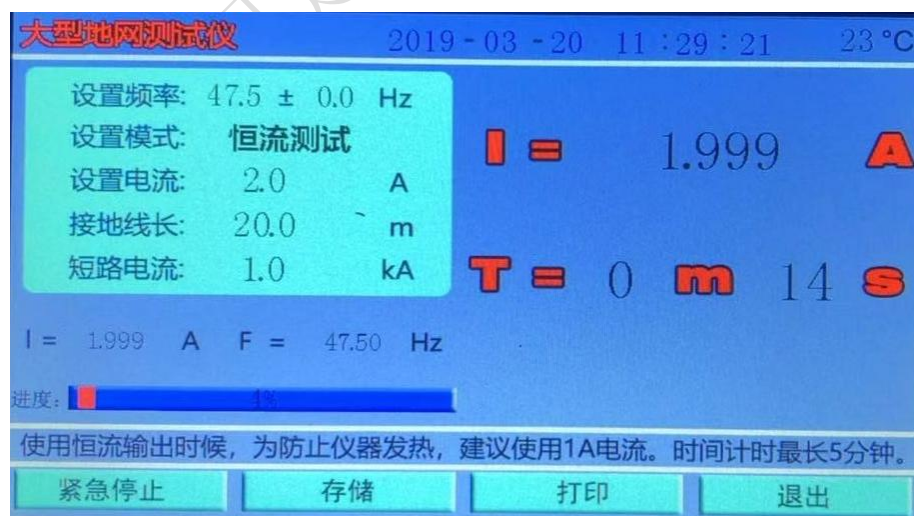 大型地网测试仪 2019-03-20 11:29:21 23°C
设置频率: 47.5 ± 0.0 Hz
设置模式: 恒流测试
设置电流: 2.0 A
接地线长: 20.0 m
短路电流: 1.0 kA
I = 1.999 A
T = 0 m 14 s
I = 1.999 A F = 47.50 Hz
进度: 4%
使用恒流输出时候，为防止仪器发热，建议使用1A电流。时间计时最长5分钟。
紧急停止 存储 打印 退出